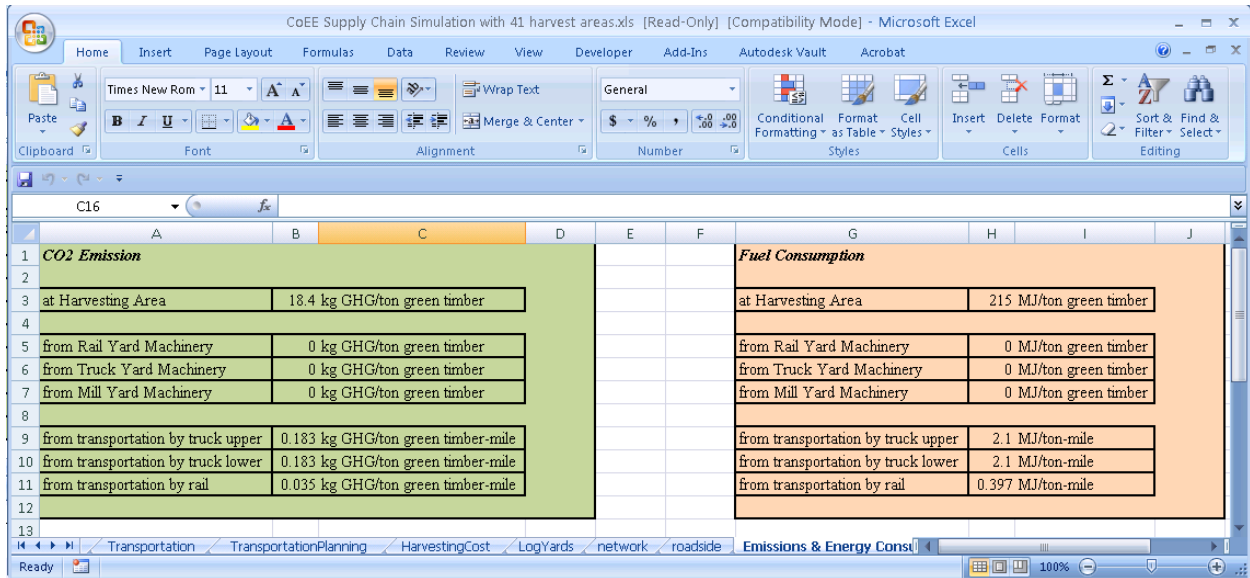 CoEE Supply Chain Simulation with 41 harvest areas.xls [Read-Only] [Compatibility Mode] - Microsoft Excel
Home Insert Page Layout Formulas Data Review View Developer Add-Ins Autodesk Vault Acrobat
Paste
Clipboard
Times New Rom 11
B I U
Font
Wrap Text
Merge & Center
Alignment
General
$ % ,
Number
Conditional Formatting
Format as Table
Cell Styles
Styles
Insert Delete Format
Cells
Sort & Filter
Find & Select
Editing
C16 fx
A B C D E F G H I J
1 CO2 Emission Fuel Consumption
2
3 at Harvesting Area 18.4 kg GHG/ton green timber at Harvesting Area 215 MJ/ton green timber
4
5 from Rail Yard Machinery 0 kg GHG/ton green timber from Rail Yard Machinery 0 MJ/ton green timber
6 from Truck Yard Machinery 0 kg GHG/ton green timber from Truck Yard Machinery 0 MJ/ton green timber
7 from Mill Yard Machinery 0 kg GHG/ton green timber from Mill Yard Machinery 0 MJ/ton green timber
8
9 from transportation by truck upper 0.183 kg GHG/ton green timber-mile from transportation by truck upper 2.1 MJ/ton-mile
10 from transportation by truck lower 0.183 kg GHG/ton green timber-mile from transportation by truck lower 2.1 MJ/ton-mile
11 from transportation by rail 0.035 kg GHG/ton green timber-mile from transportation by rail 0.397 MJ/ton-mile
12
13
Transportation TransportationPlanning HarvestingCost LogYards network roadside Emissions & Energy Consu
Ready 100%